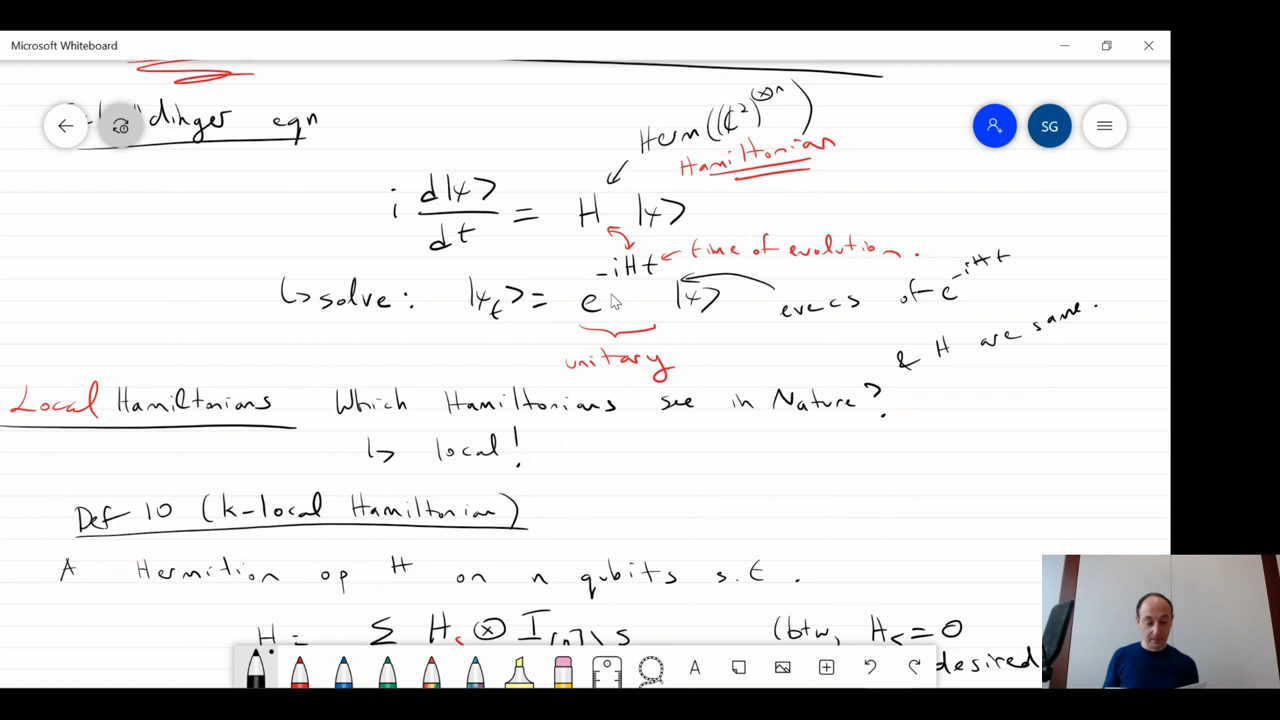 Microsoft Whiteboard
dinger eqn
Herm((ℂ²)^{⊗n})
Hamiltonian
i d|ψ>/dt = H |ψ>
← time of evolution.
↳ solve: |ψ_t> = e^{-iHt} |ψ>
unitary
evecs of e^{-iHt}
& H are same.
Local Hamiltonians Which Hamiltonians see in Nature?
↳ local!
Def 10 (k-local Hamiltonian)
A Hermitian op H on n qubits s.t.
H = Σ H_S ⊗ I_{[n]\S} (btw, H_S = 0
desired
SG
A